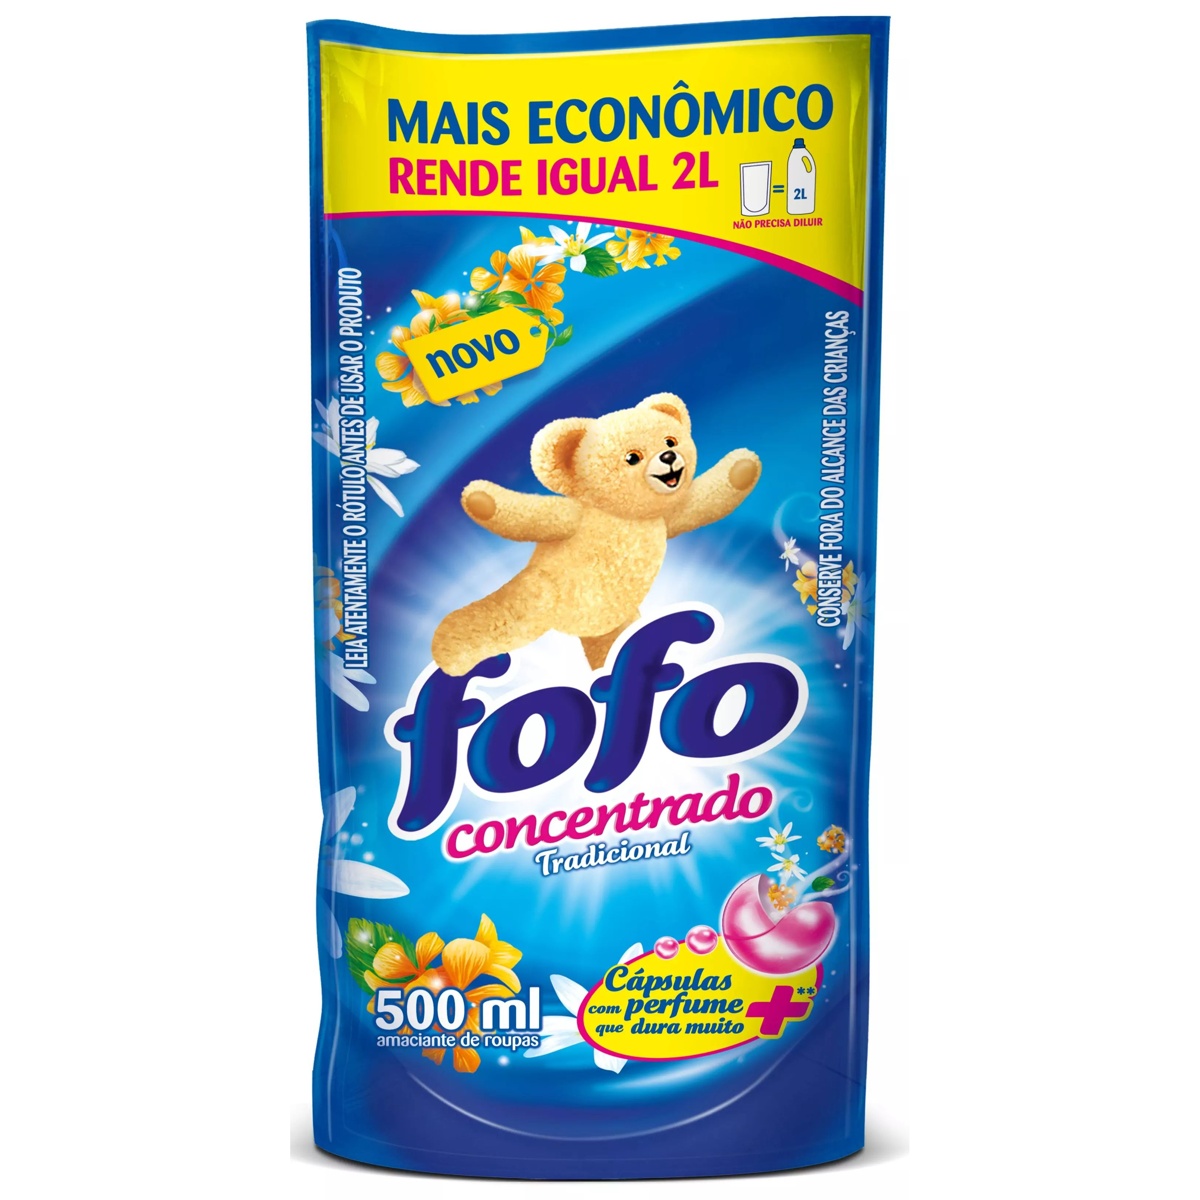 MAIS ECONÔMICO
RENDE IGUAL 2L
=
2L
NÃO PRECISA DILUIR
novo
LEIA ATENTAMENTE O RÓTULO ANTES DE USAR O PRODUTO
CONSERVE FORA DO ALCANCE DAS CRIANÇAS
fofo
concentrado
Tradicional
Cápsulas
com perfume
que dura muito +**
500 ml
amaciante de roupas